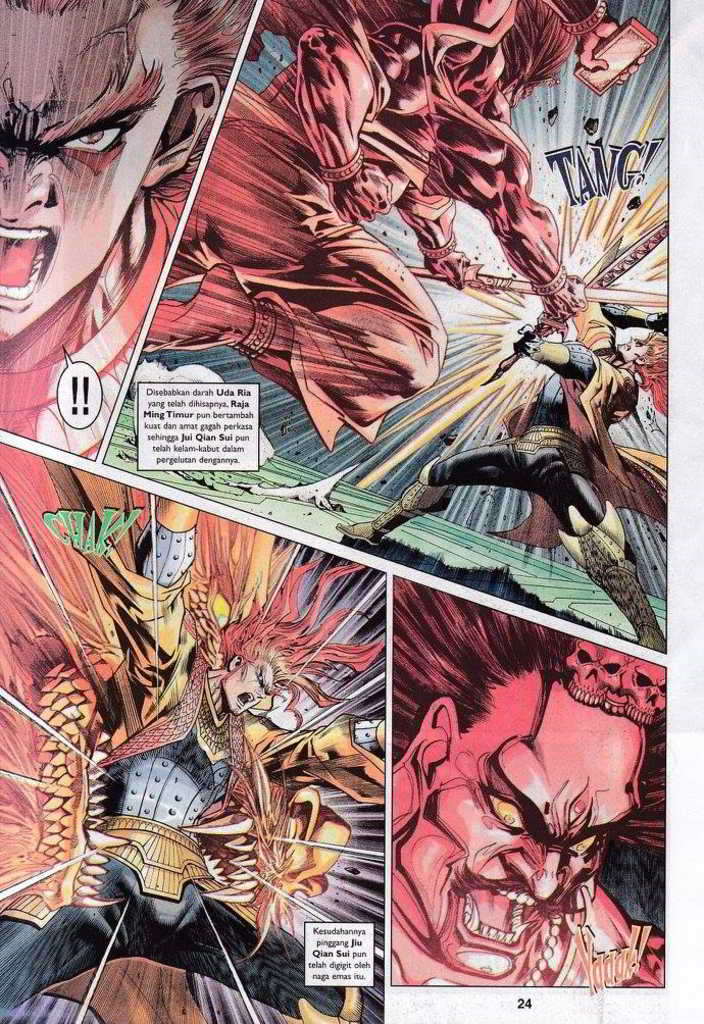 TANG!
!!
Disebabkan darah Uda Ria
yang telah dihisapnya, Raja
Ming Timur pun bertambah
kuat dan amat gagah perkasa
sehingga Jui Qian Sui pun
telah kelam-kabut dalam
pergelutan dengannya.
Kesudahannya
pinggang Jiu
Qian Sui pun
telah digigit oleh
naga emas itu.
24